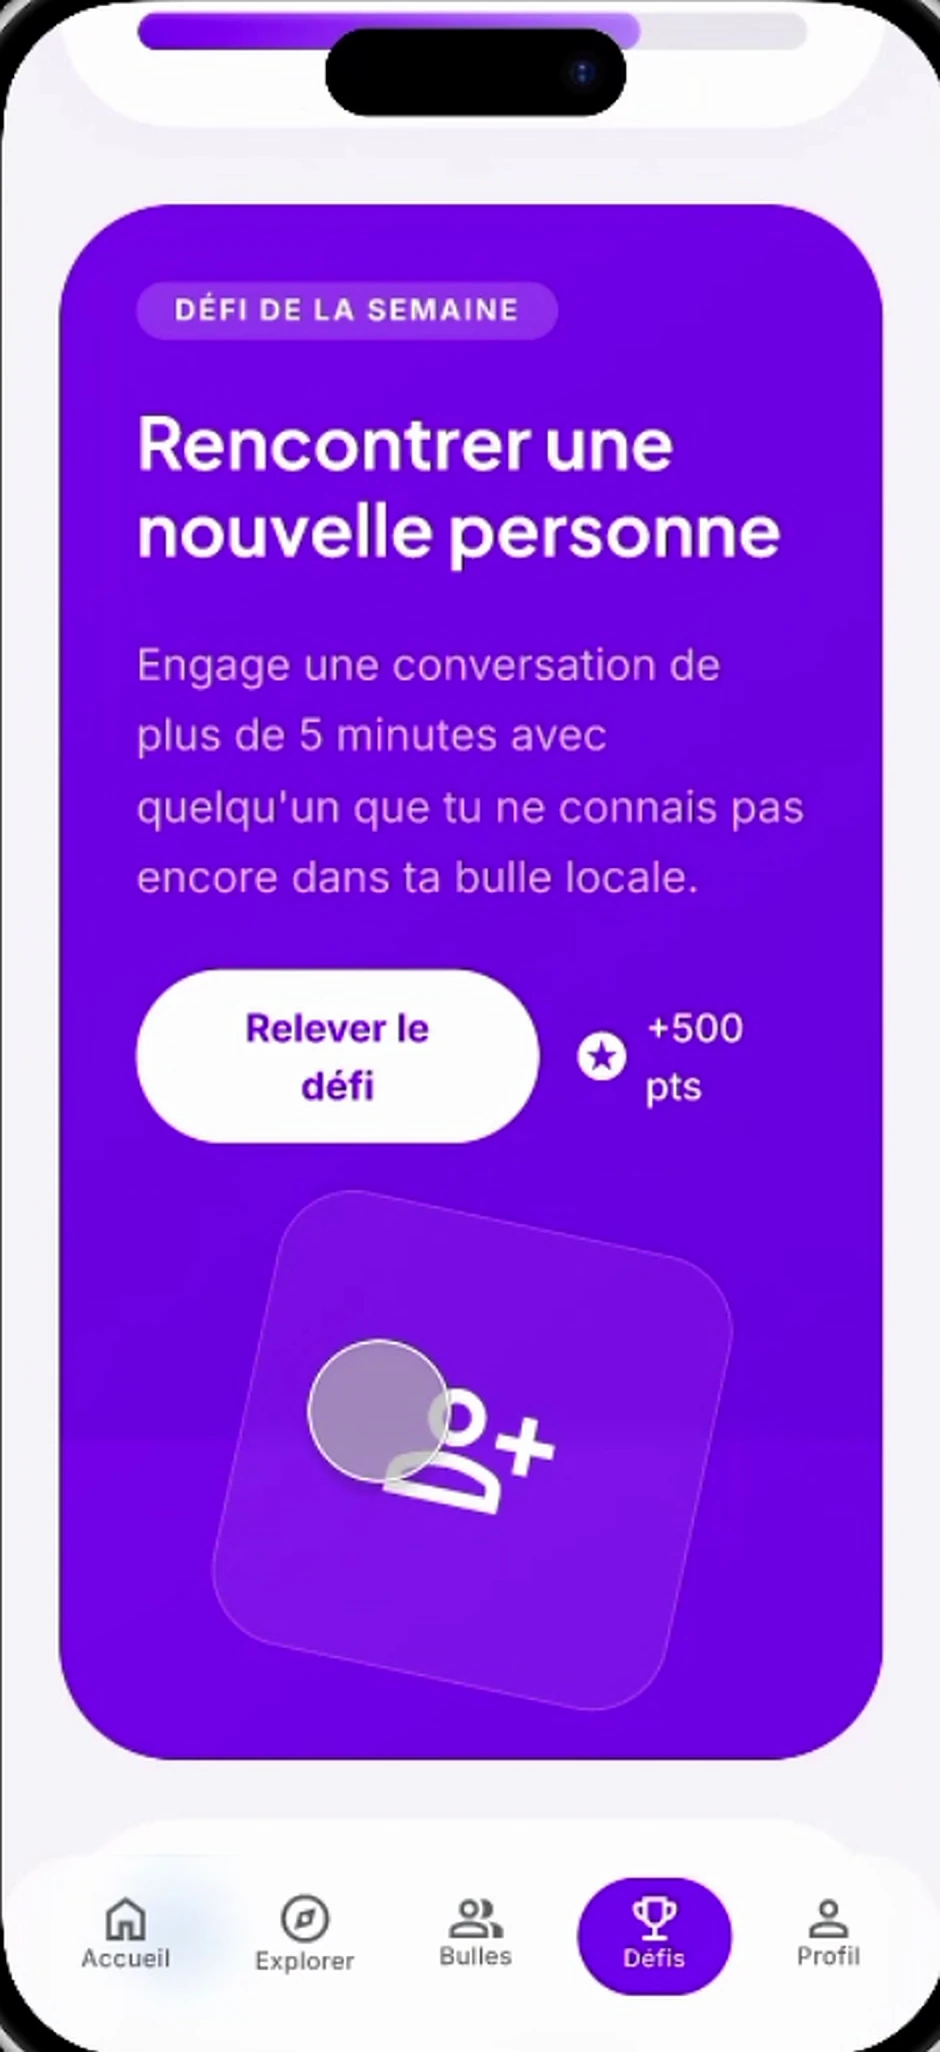 DÉFI DE LA SEMAINE
Rencontrer une
nouvelle personne
Engage une conversation de
plus de 5 minutes avec
quelqu'un que tu ne connais pas
encore dans ta bulle locale.
Relever le
défi
+500
pts
Accueil
Explorer
Bulles
Défis
Profil